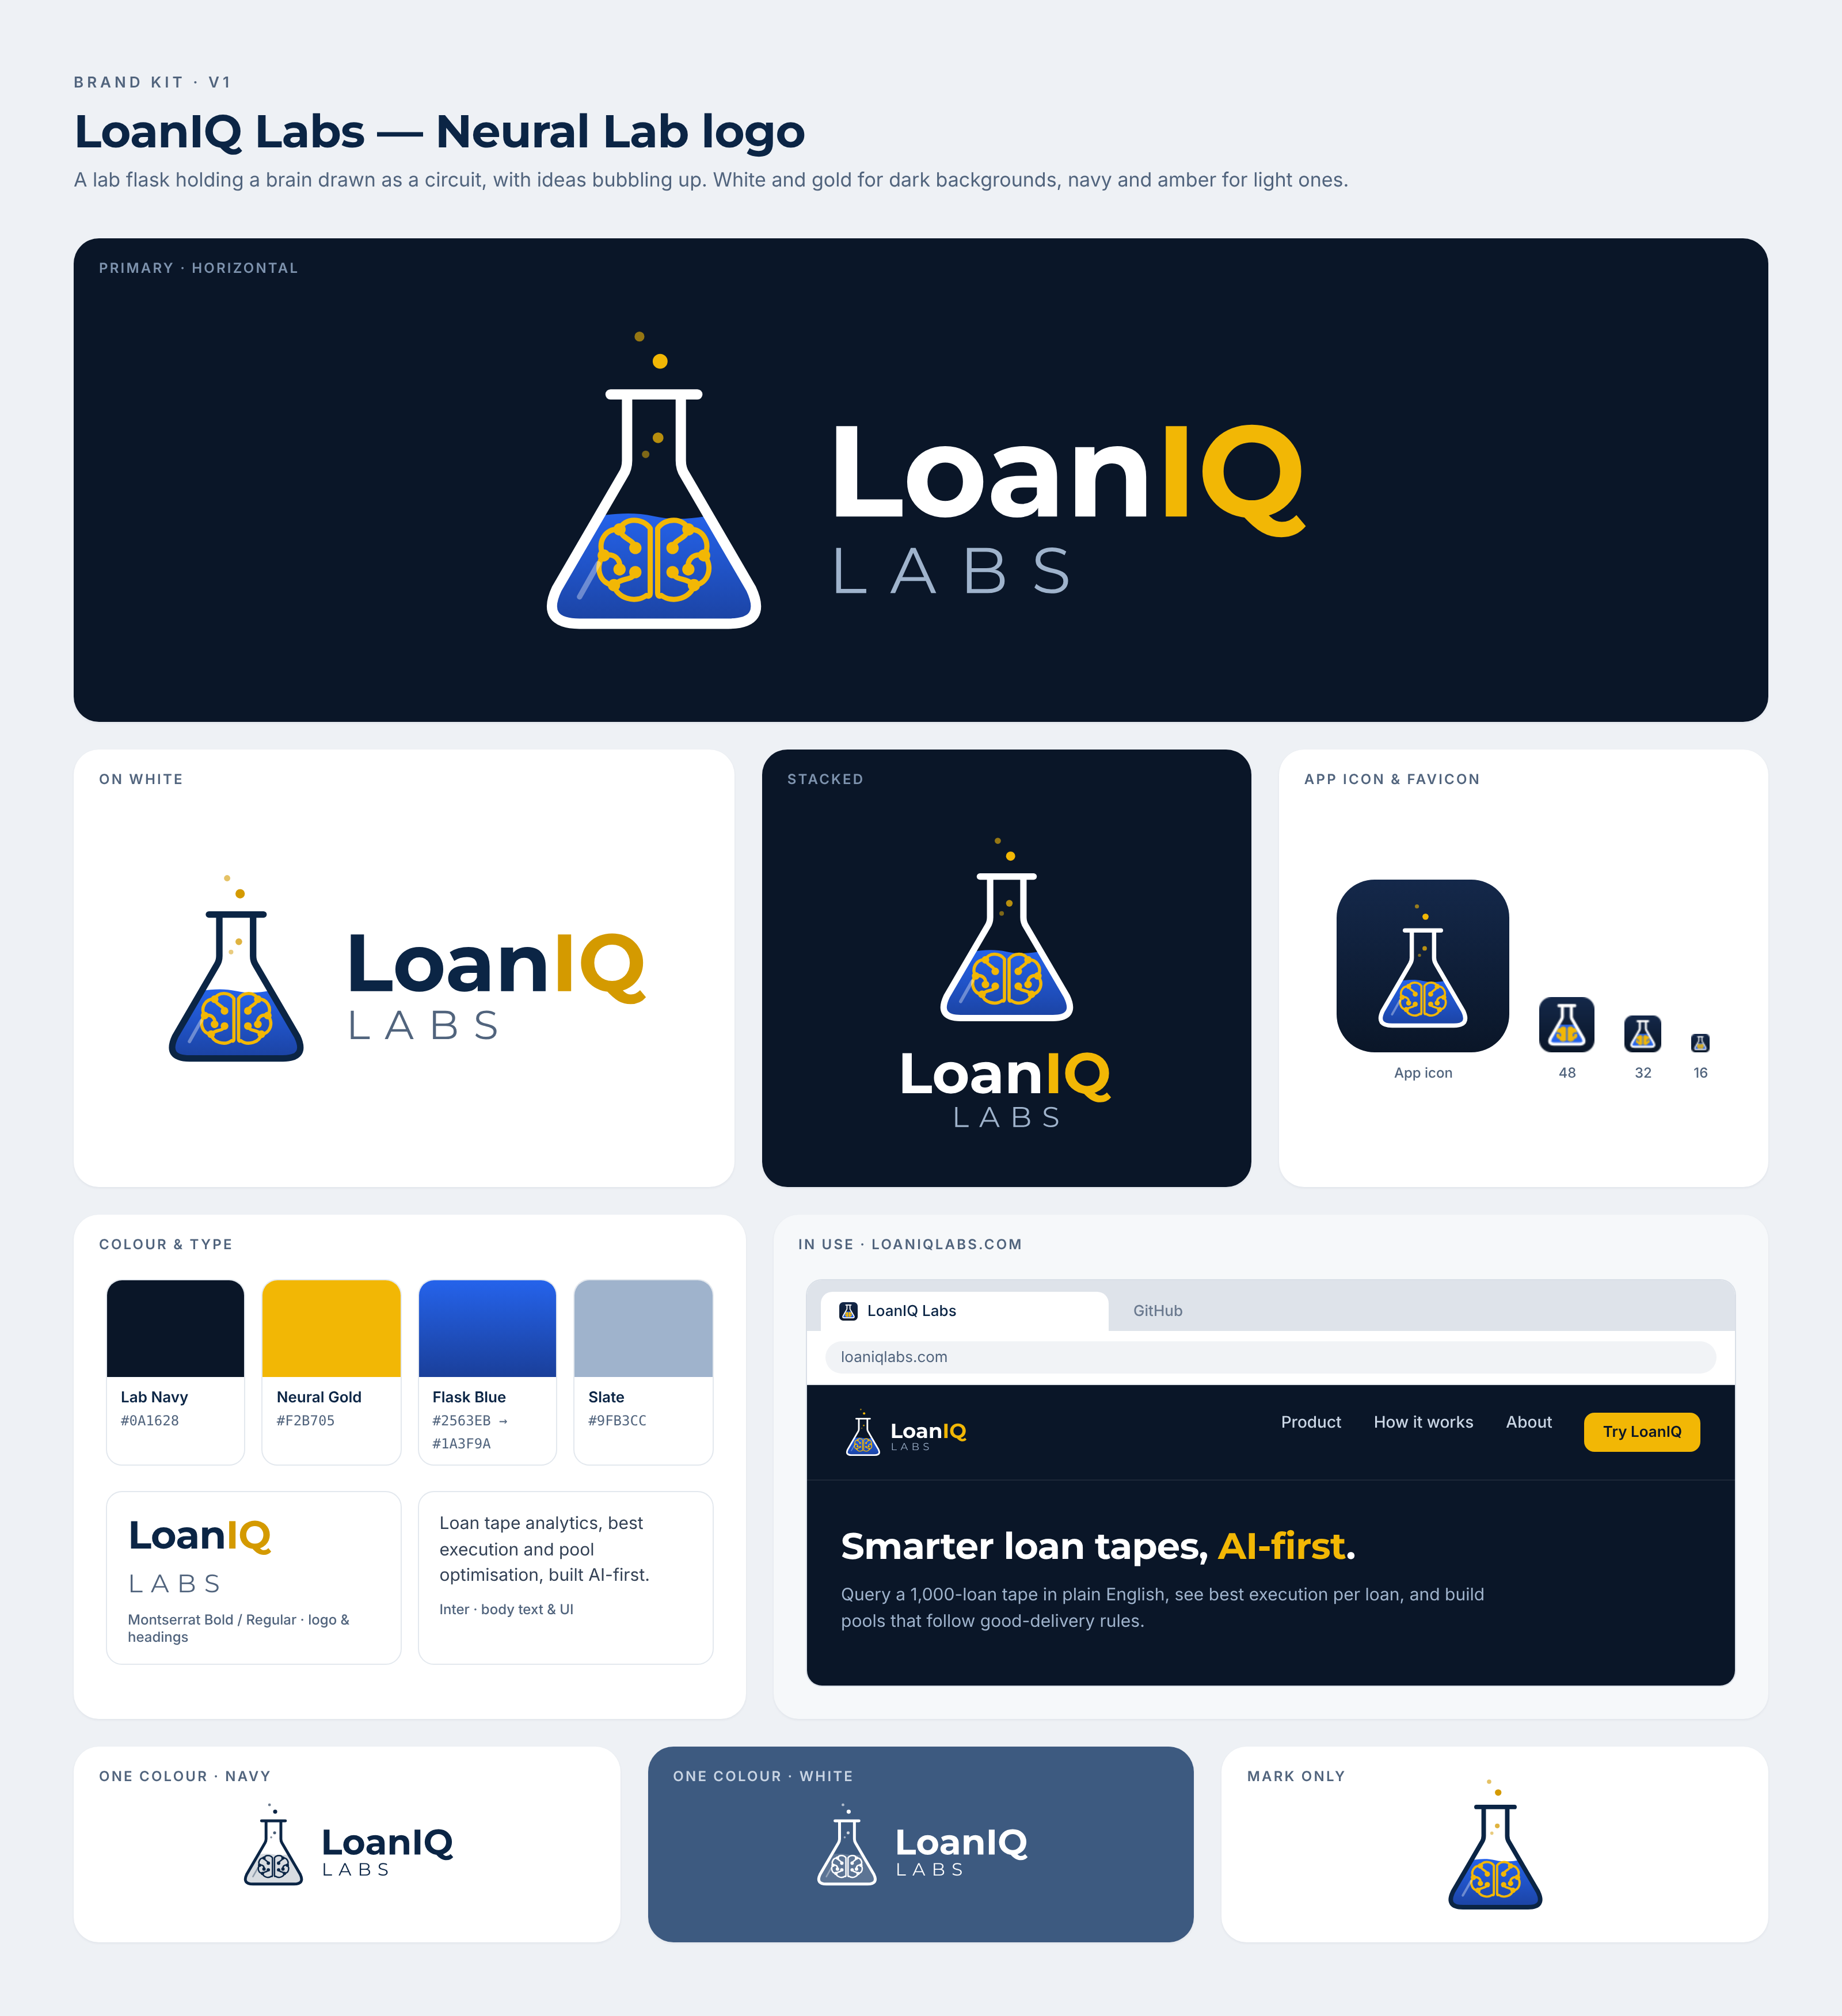 BRAND KIT · V1
LoanIQ Labs — Neural Lab logo
A lab flask holding a brain drawn as a circuit, with ideas bubbling up. White and gold for dark backgrounds, navy and amber for light ones.
PRIMARY · HORIZONTAL
LoanIQ
LABS
ON WHITE
LoanIQ
LABS
STACKED
LoanIQ
LABS
APP ICON & FAVICON
App icon
48
32
16
COLOUR & TYPE
Lab Navy
#0A1628
Neural Gold
#F2B705
Flask Blue
#2563EB →
#1A3F9A
Slate
#9FB3CC
LoanIQ
LABS
Montserrat Bold / Regular · logo &
headings
Loan tape analytics, best
execution and pool
optimisation, built AI-first.
Inter · body text & UI
IN USE · LOANIQLABS.COM
LoanIQ Labs
GitHub
loaniqlabs.com
LoanIQ
LABS
Product
How it works
About
Try LoanIQ
Smarter loan tapes, AI-first.
Query a 1,000-loan tape in plain English, see best execution per loan, and build
pools that follow good-delivery rules.
ONE COLOUR · NAVY
LoanIQ
LABS
ONE COLOUR · WHITE
LoanIQ
LABS
MARK ONLY